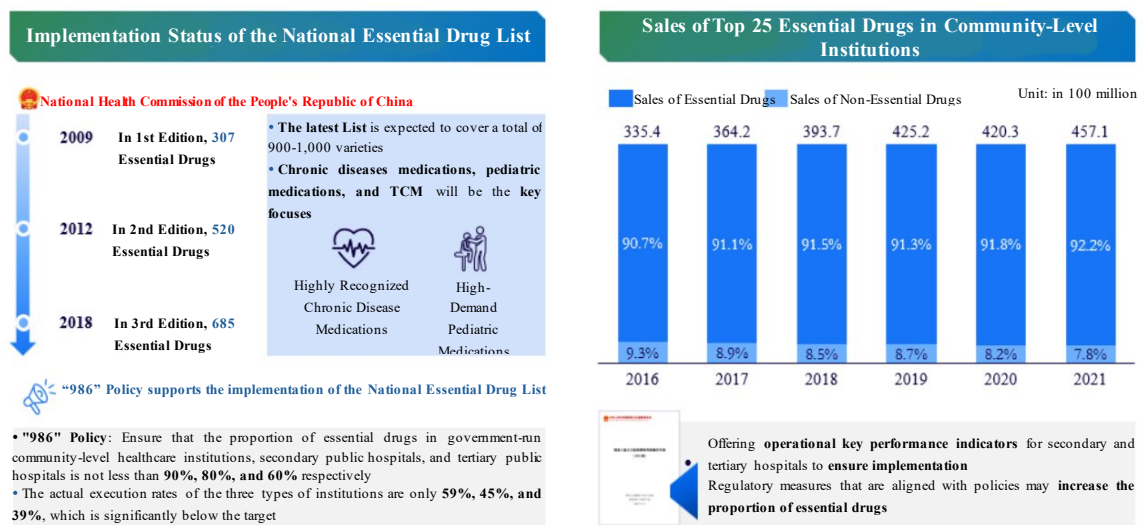 Implementation Status of the National Essential Drug List
National Health Commission of the People's Republic of China
2009
In 1st Edition, 307
Essential Drugs
2012
In 2nd Edition, 520
Essential Drugs
2018
In 3rd Edition, 685
Essential Drugs
• The latest List is expected to cover a total of
900-1,000 varieties
• Chronic diseases medications, pediatric
medications, and TCM will be the key
focuses
Highly Recognized
Chronic Disease
Medications
High-
Demand
Pediatric
Medications
“986” Policy supports the implementation of the National Essential Drug List
• "986" Policy: Ensure that the proportion of essential drugs in government-run
community-level healthcare institutions, secondary public hospitals, and tertiary public
hospitals is not less than 90%, 80%, and 60% respectively
• The actual execution rates of the three types of institutions are only 59%, 45%, and
39%, which is significantly below the target
Sales of Top 25 Essential Drugs in Community-Level
Institutions
Sales of Essential Drugs
Sales of Non-Essential Drugs
Unit: in 100 million
335.4 364.2 393.7 425.2 420.3 457.1
90.7% 91.1% 91.5% 91.3% 91.8% 92.2%
9.3% 8.9% 8.5% 8.7% 8.2% 7.8%
2016 2017 2018 2019 2020 2021
Offering operational key performance indicators for secondary and
tertiary hospitals to ensure implementation
Regulatory measures that are aligned with policies may increase the
proportion of essential drugs